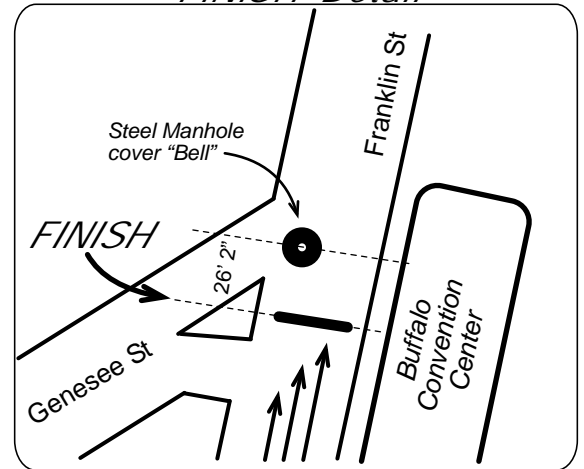 FINISH Detail
Steel Manhole
cover “Bell”
Franklin St
FINISH
26' 2"
Genesee St
Buffalo
Convention
Center